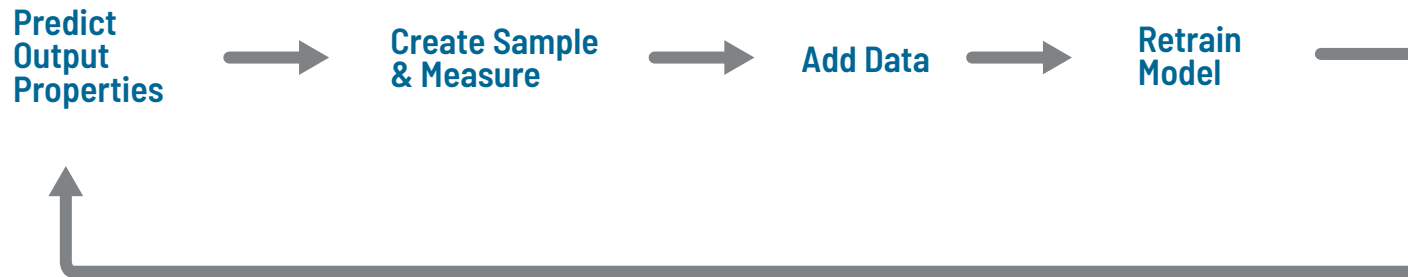 Predict
Output
Properties
Create Sample
& Measure
Add Data
Retrain
Model